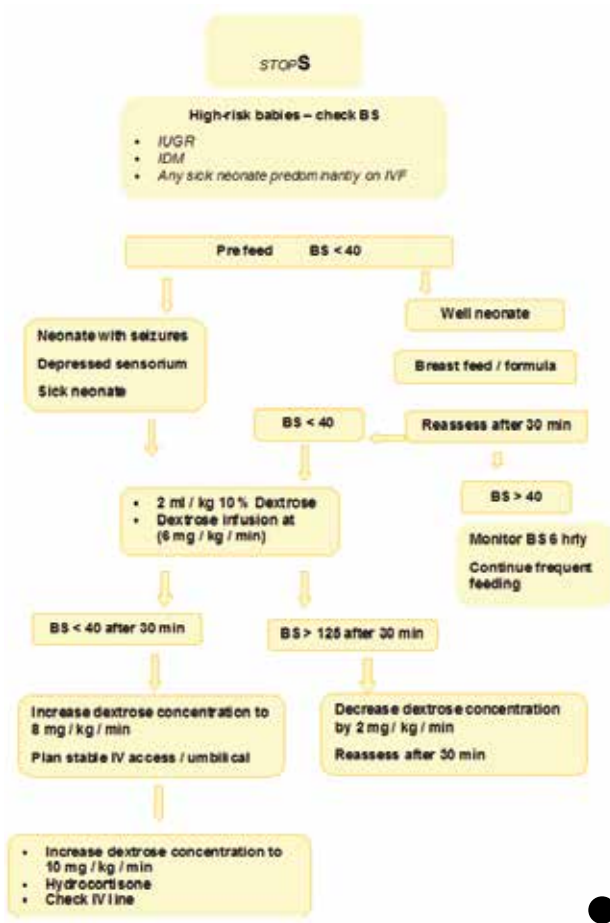 STOPS
High-risk babies – check BS
• IUGR
• IDM
• Any sick neonate predominantly on IVF
Pre feed BS < 40
Neonate with seizures
Depressed sensorium
Sick neonate
Well neonate
Breast feed / formula
BS < 40
Reassess after 30 min
• 2 ml / kg 10% Dextrose
• Dextrose infusion at
(6 mg / kg / min)
BS > 40
Monitor BS 6 hrly
Continue frequent
feeding
BS < 40 after 30 min
BS > 125 after 30 min
Increase dextrose concentration to
8 mg / kg / min
Plan stable IV access / umbilical
Decrease dextrose concentration
by 2 mg / kg / min
Reassess after 30 min
• Increase dextrose concentration to
10 mg / kg / min
• Hydrocortisone
• Check IV line